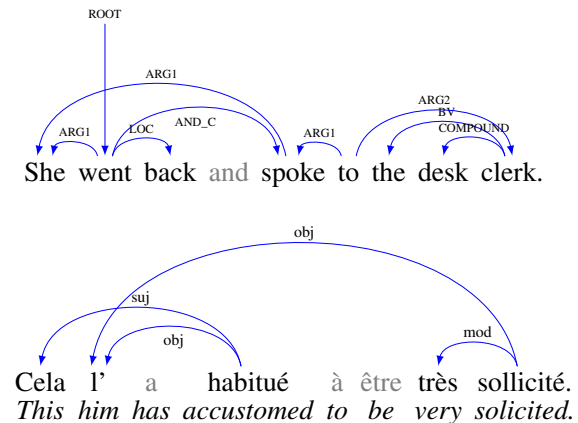 ROOT
ARG1
ARG2
BV
ARG1 LOC AND_C ARG1 COMPOUND
She went back and spoke to the desk clerk.
obj
suj
obj mod
Cela l' a habitué à être très sollicité.
This him has accustomed to be very solicited.